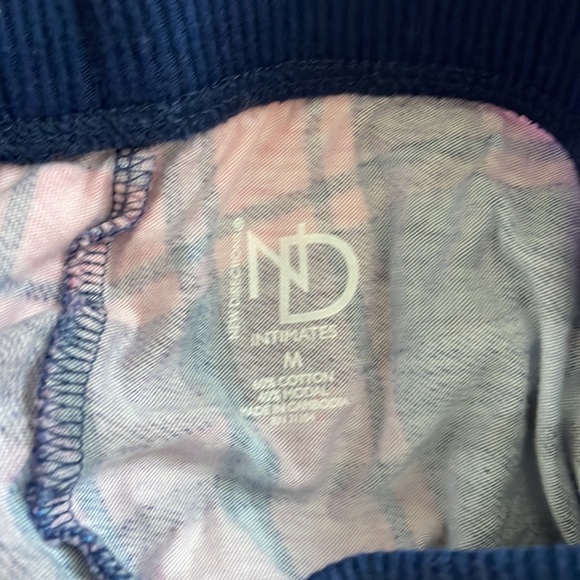 NEW DIRECTIONS®
ND
INTIMATES
M
60% COTTON
MADE IN CAMBODIA